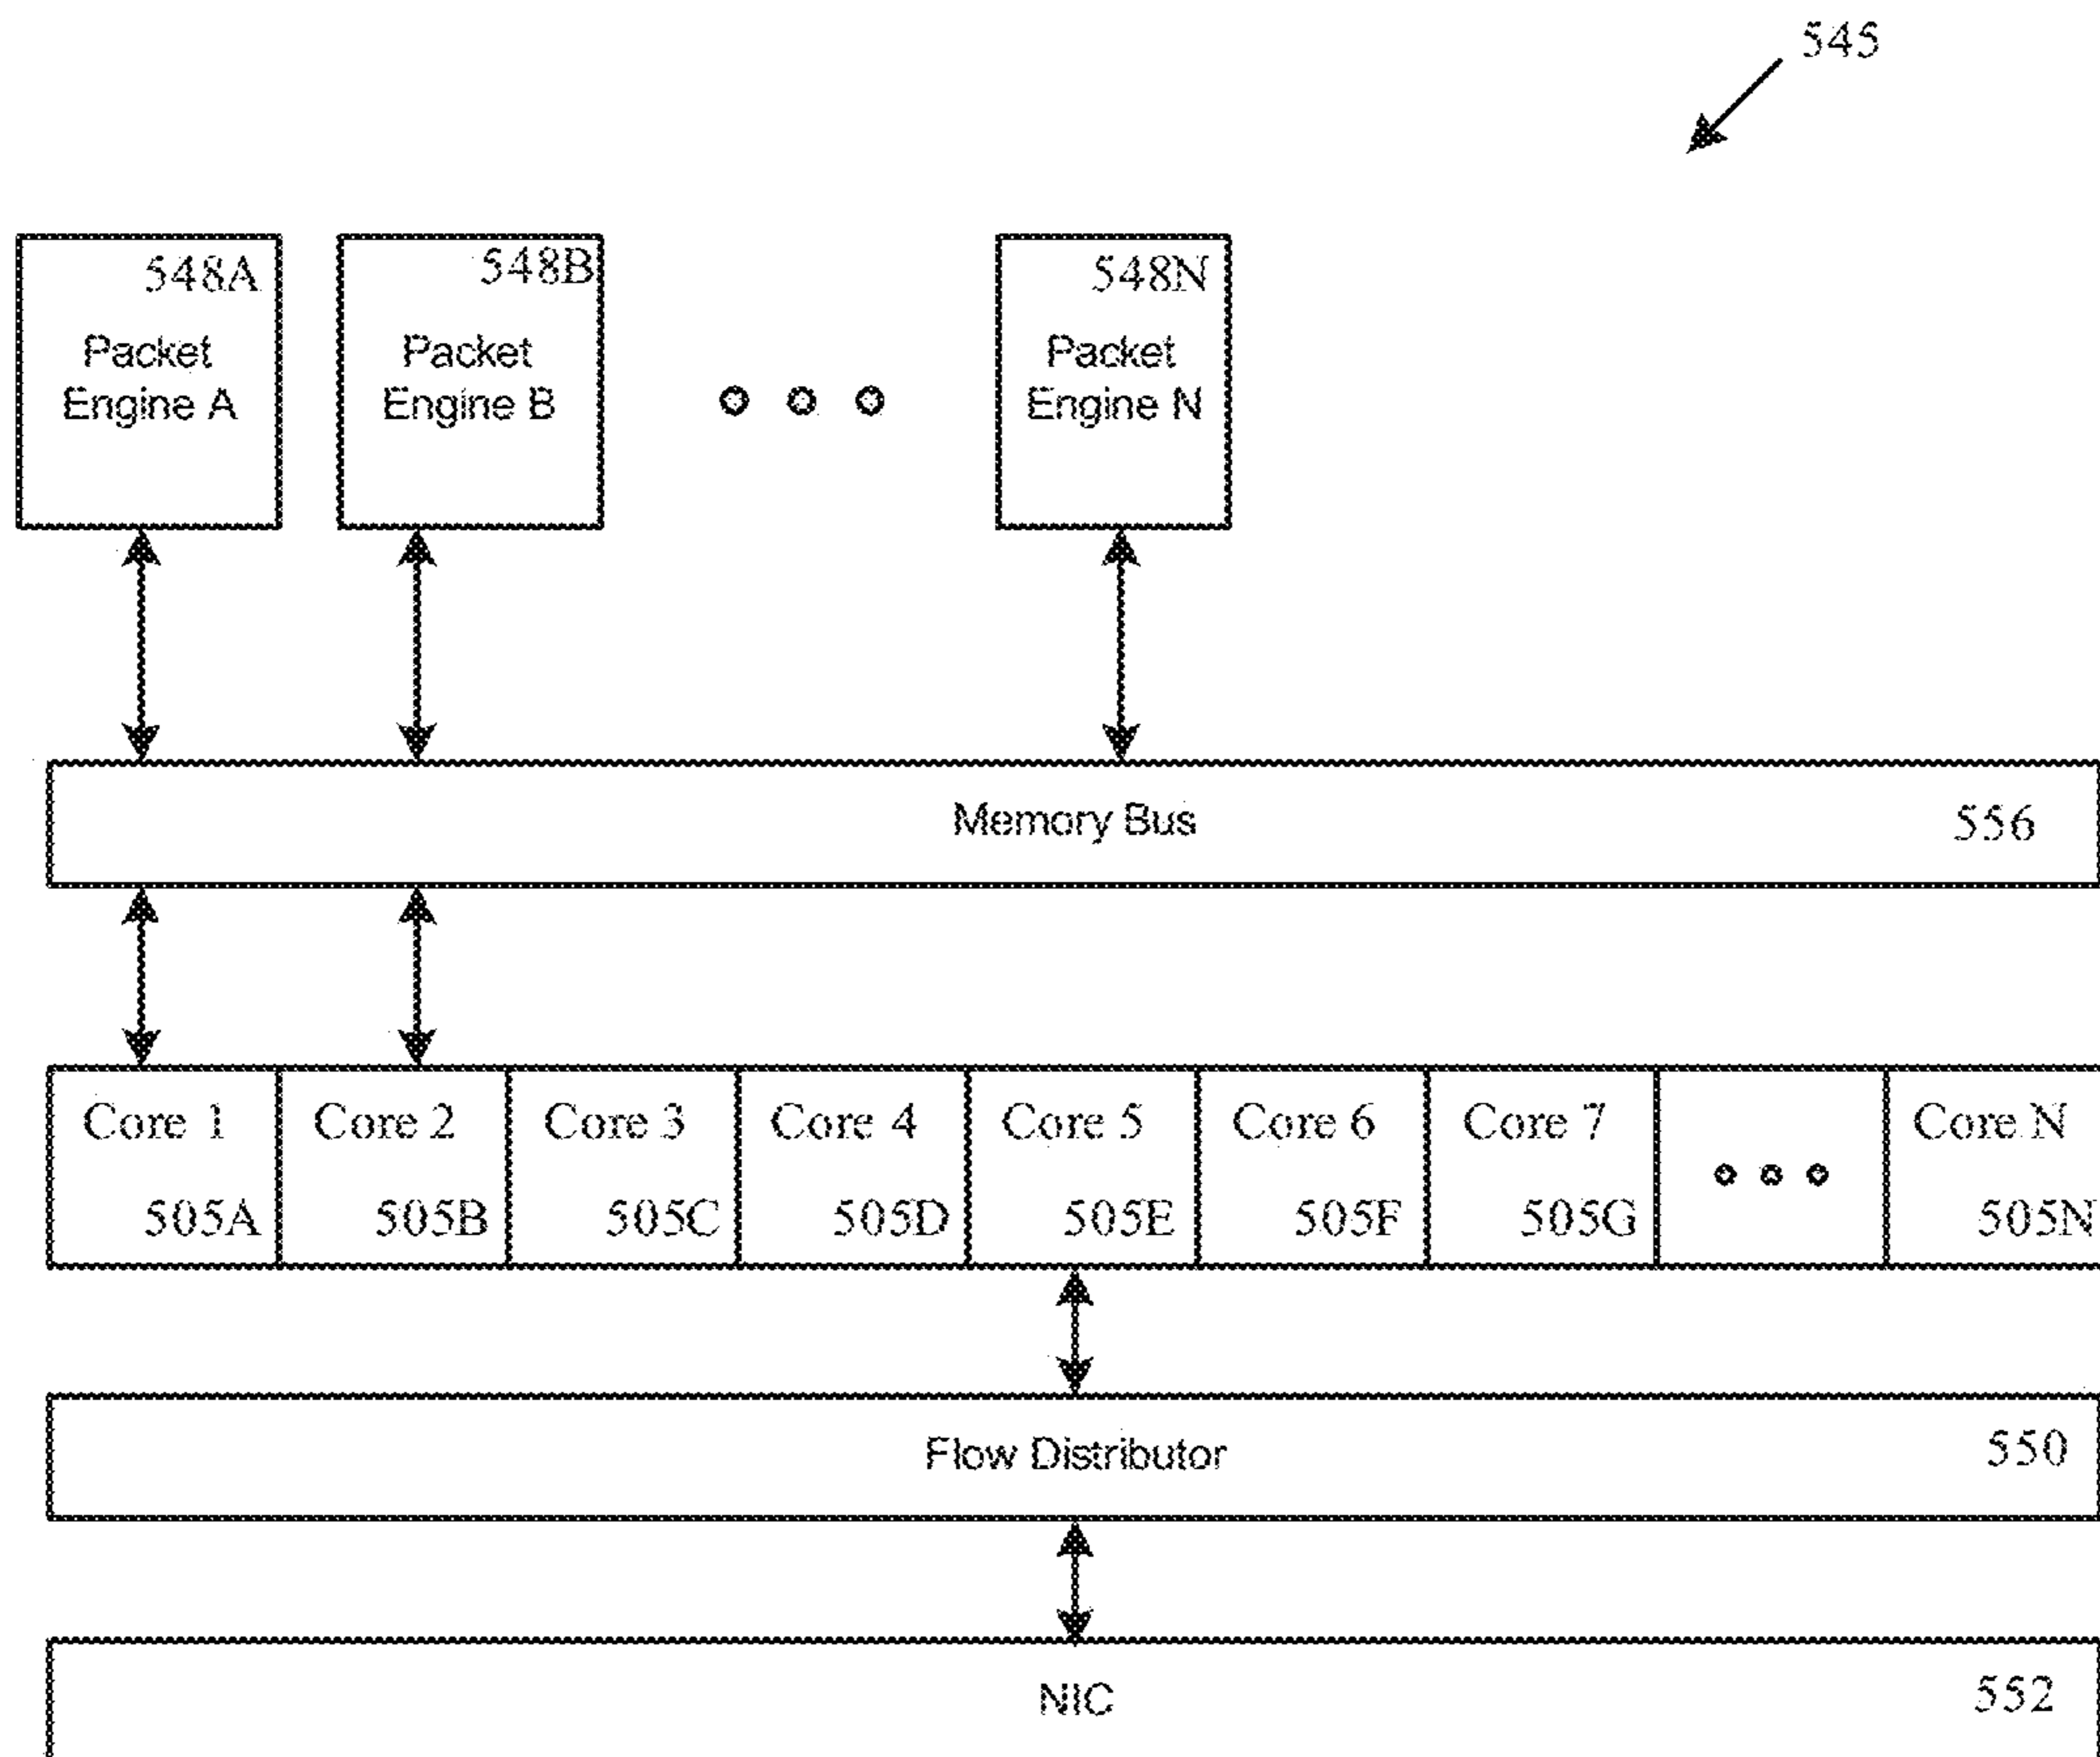 545
548A
Packet
Engine A
548B
Packet
Engine B
548N
Packet
Engine N
Memory Bus 556
Core 1 Core 2 Core 3 Core 4 Core 5 Core 6 Core 7 Core N
505A 505B 505C 505D 505E 505F 505G 505N
Flow Distributor 550
NIC 552